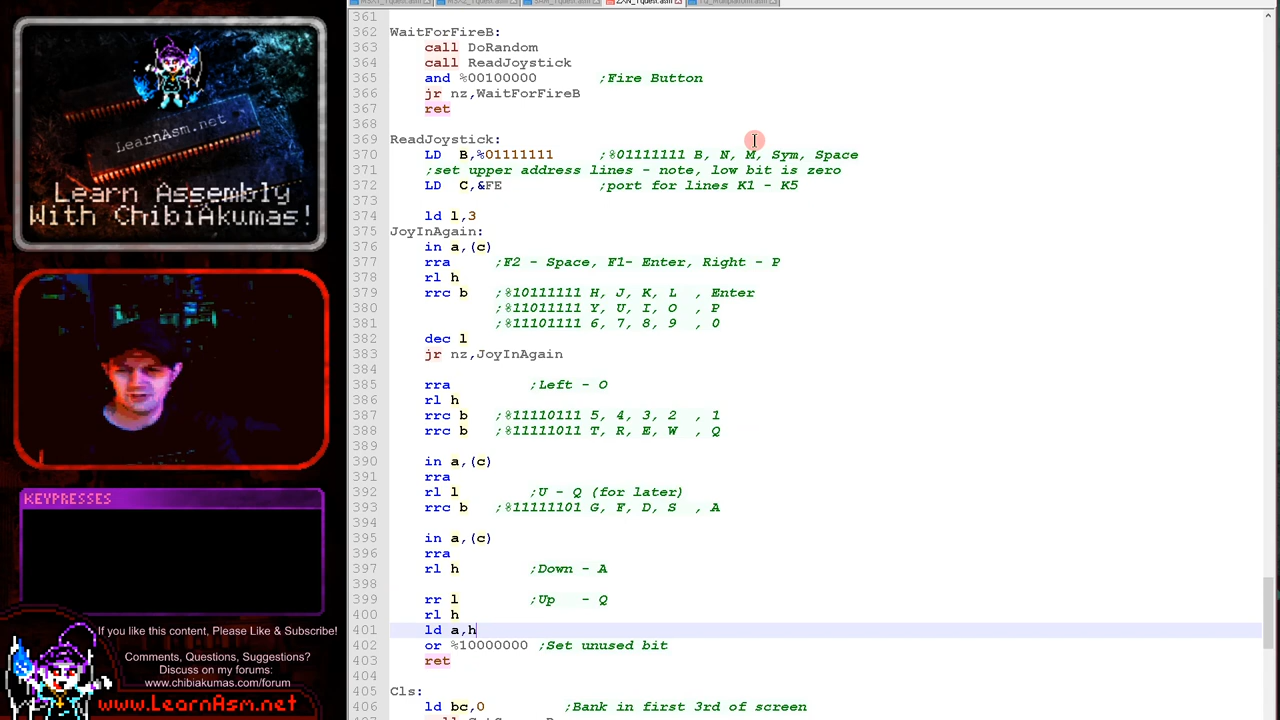 361
362 WaitForFireB:
363 call DoRandom
364 call ReadJoystick
365 and %00100000 ;Fire Button
366 jr nz,WaitForFireB
367 ret
368
369 ReadJoystick:
370 LD B,%01111111 ;%01111111 B, N, M, Sym, Space
371 ;set upper address lines - note, low bit is zero
372 LD C,&FE ;port for lines K1 - K5
373
374 ld l,3
375 JoyInAgain:
376 in a,(c)
377 rra ;F2 - Space, F1- Enter, Right - P
378 rl h
379 rrc b ;%10111111 H, J, K, L , Enter
380 ;%11011111 Y, U, I, O , P
381 ;%11101111 6, 7, 8, 9 , 0
382 dec l
383 jr nz,JoyInAgain
384
385 rra ;Left - O
386 rl h
387 rrc b ;%11110111 5, 4, 3, 2 , 1
388 rrc b ;%11111011 T, R, E, W , Q
389
390 in a,(c)
391 rra
392 rl l ;U - Q (for later)
393 rrc b ;%11111101 G, F, D, S , A
394
395 in a,(c)
396 rra
397 rl h ;Down - A
398
399 rr l ;Up - Q
400 rl h
401 ld a,h
402 or %10000000 ;Set unused bit
403 ret
404
405 Cls:
406 ld bc,0 ;Bank in first 3rd of screen
LearnAsm.net
Learn Assembly
With ChibiAkumas!
KEYPRESSES
If you like this content, Please Like & Subscribe!
Comments, Questions, Suggestions?
Discuss on my forums:
www.chibiakumas.com/forum
www.LearnAsm.net